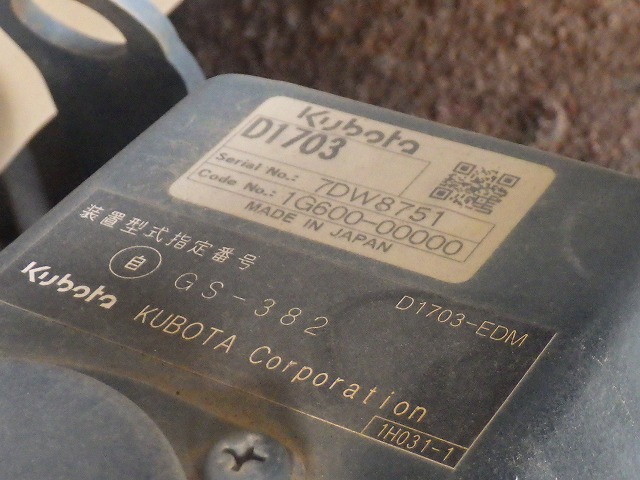 Kubota
D1703
Serial No.: 7DW8751
Code No.: 1G600-00000
MADE IN JAPAN
装置型式指定番号
自 GS-382
D1703-EDM
Kubota KUBOTA Corporation
1H031-1